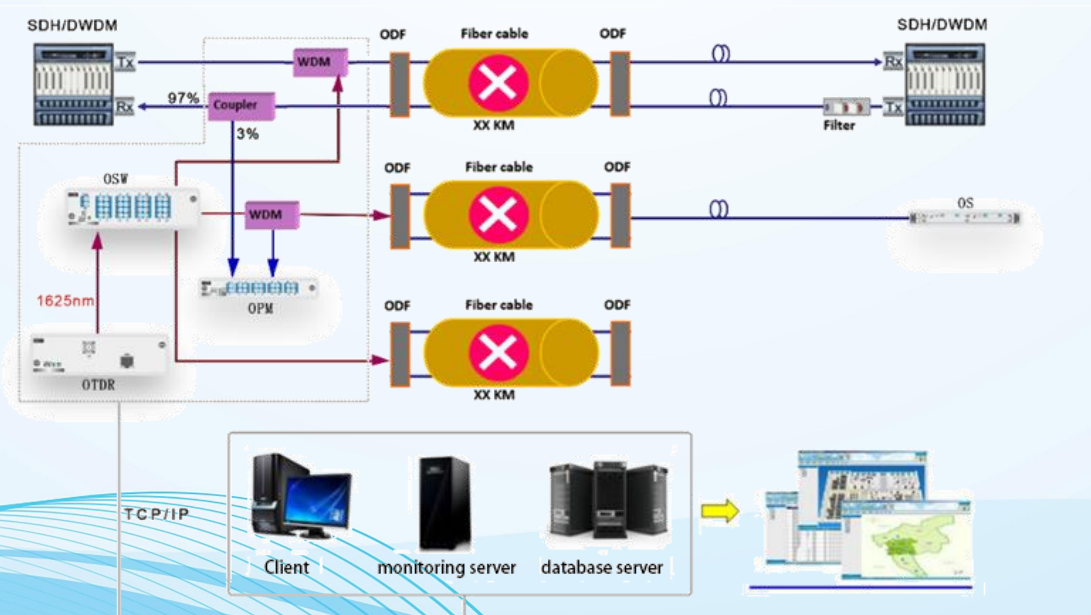 SDH/DWDM
SDH/DWDM
ODF
Fiber cable
ODF
Tx
WDM
Rx
97%
Rx
Coupler
3%
Tx
XX KM
Filter
OSW
ODF
Fiber cable
ODF
WDM
OS
XX KM
1625nm
OPM
ODF
Fiber cable
ODF
OTDR
XX KM
TCP/IP
Client
monitoring server
database server